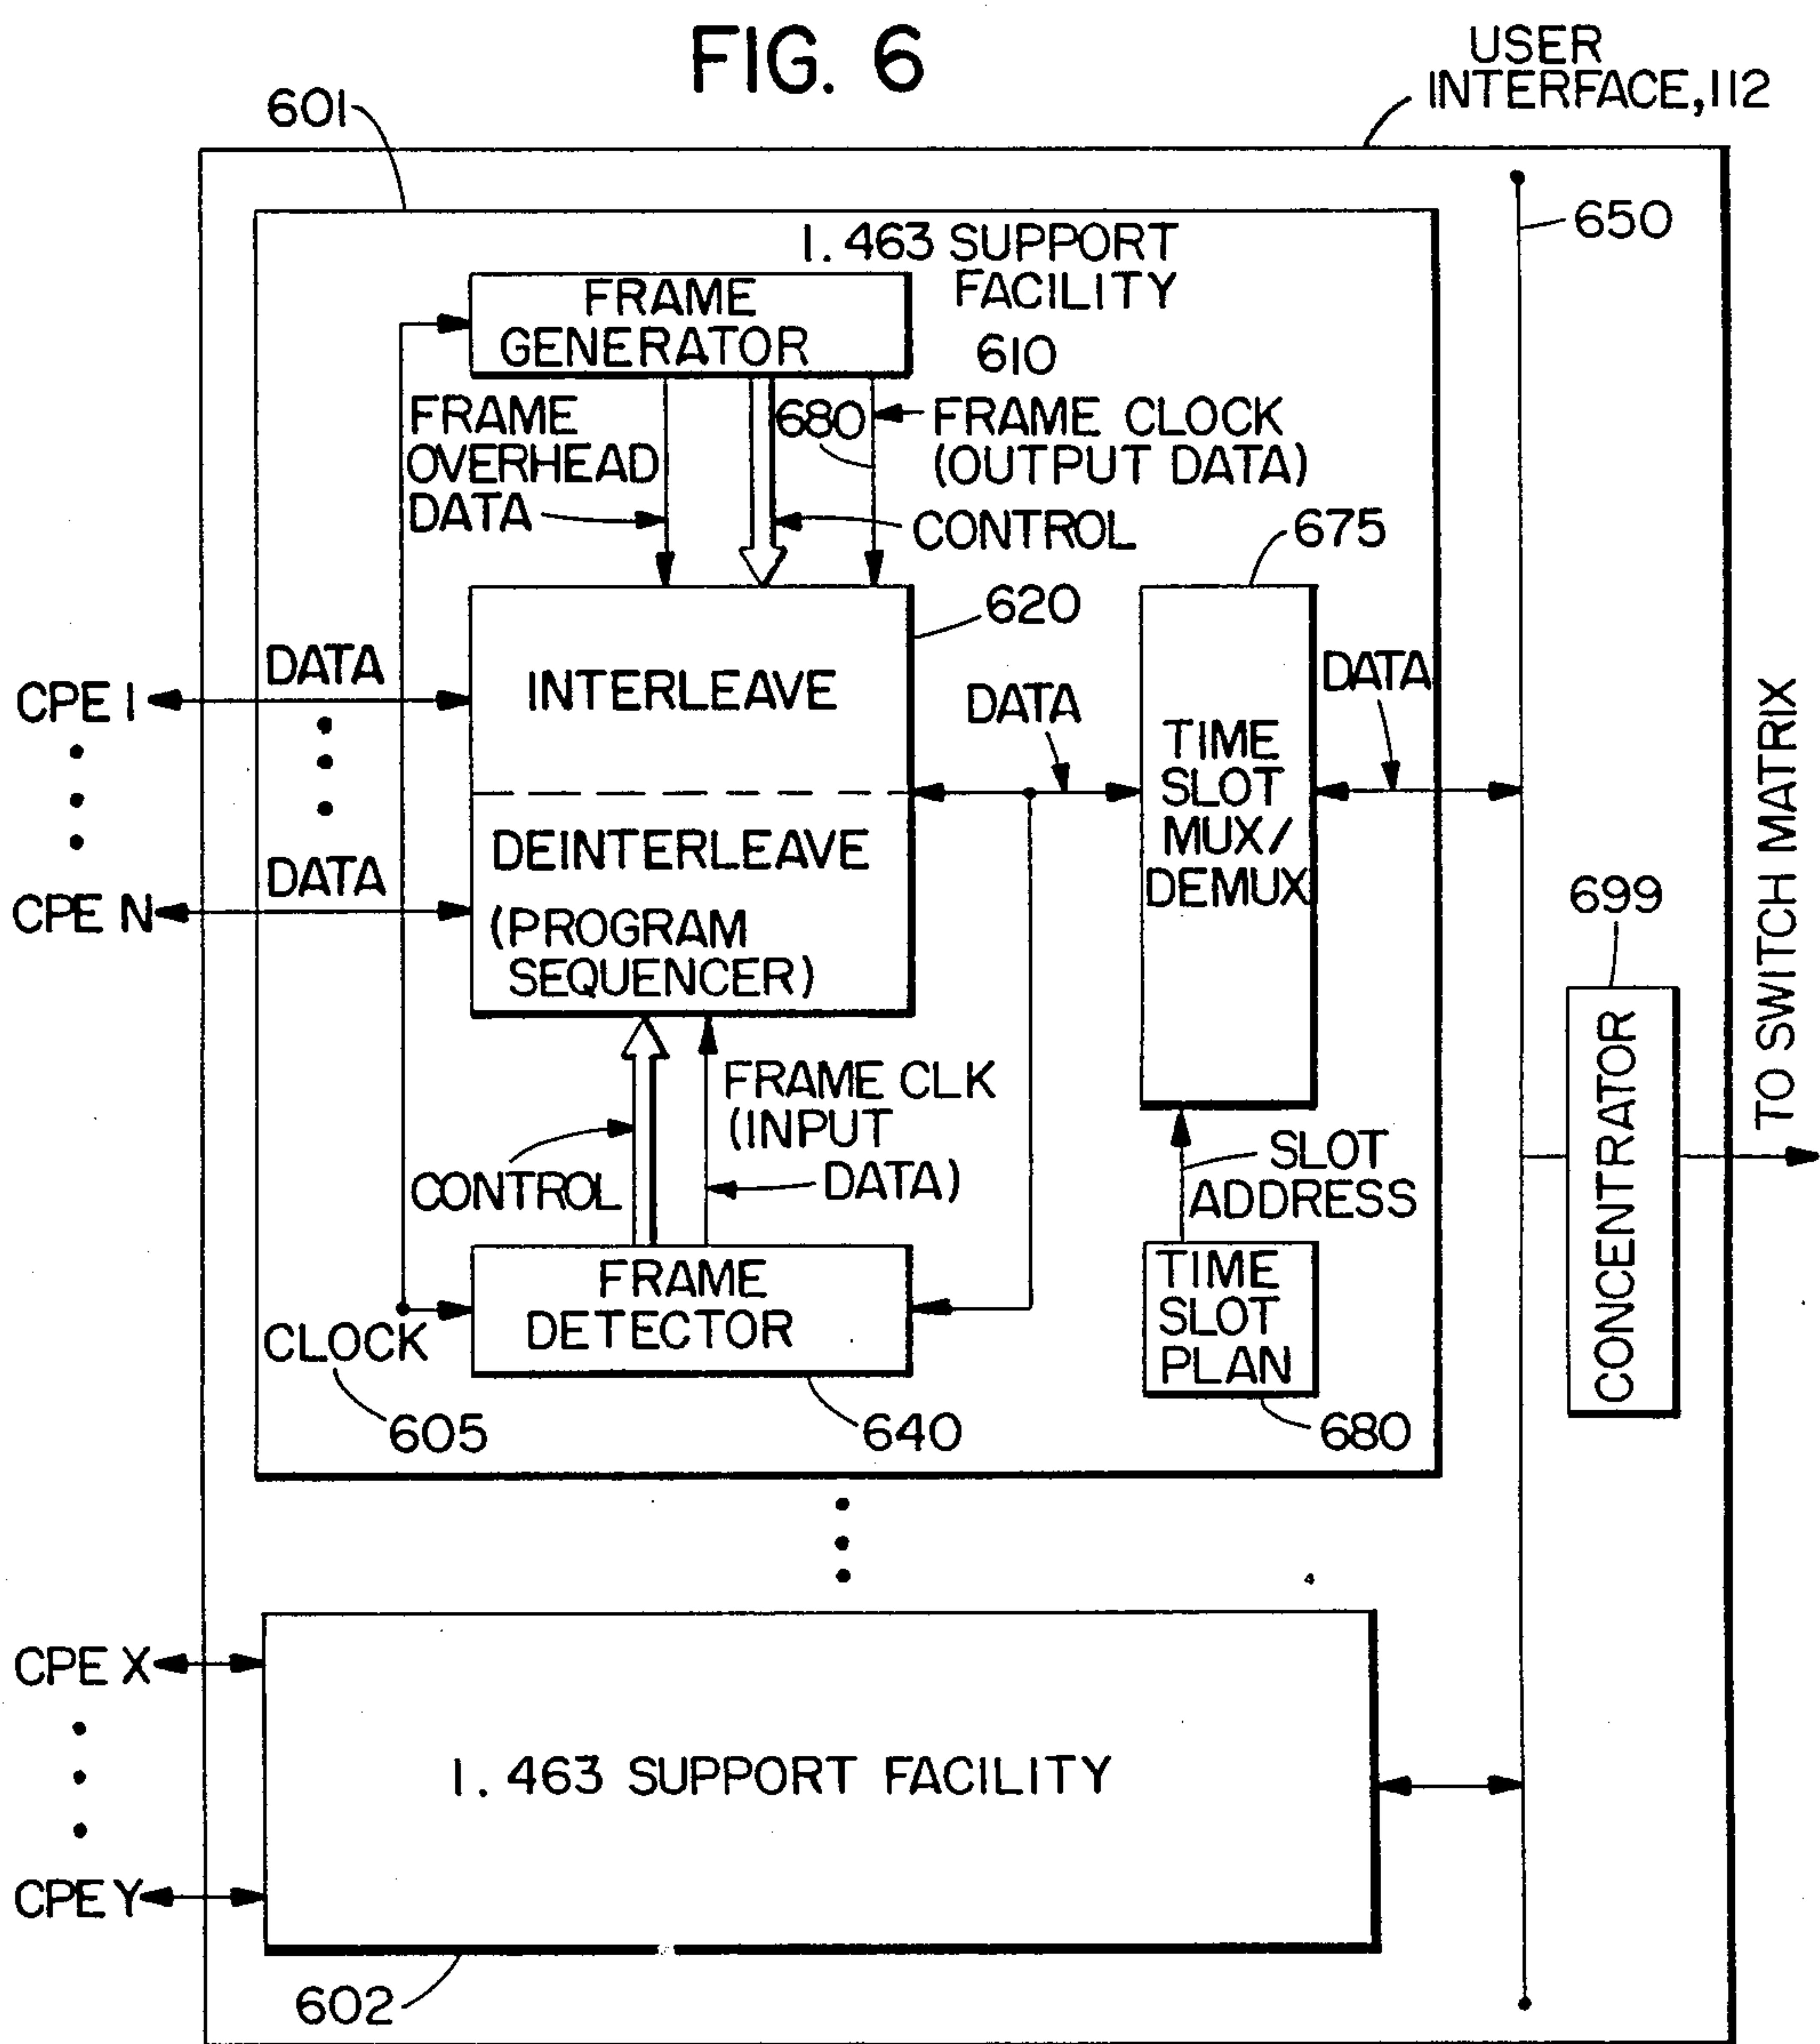 FIG. 6
USER
INTERFACE, 112
601
650
1.463 SUPPORT
FACILITY
FRAME
GENERATOR
610
FRAME
OVERHEAD
DATA
680
FRAME CLOCK
(OUTPUT DATA)
CONTROL
675
620
DATA
CPE 1
INTERLEAVE
DATA
DATA
TIME
SLOT
MUX/
DEMUX
DEINTERLEAVE
(PROGRAM
SEQUENCER)
DATA
CPE N
699
CONCENTRATOR
TO SWITCH MATRIX
FRAME CLK
(INPUT
DATA)
CONTROL
SLOT
ADDRESS
FRAME
DETECTOR
TIME
SLOT
PLAN
CLOCK
605
640
680
CPE X
1.463 SUPPORT FACILITY
CPE Y
602